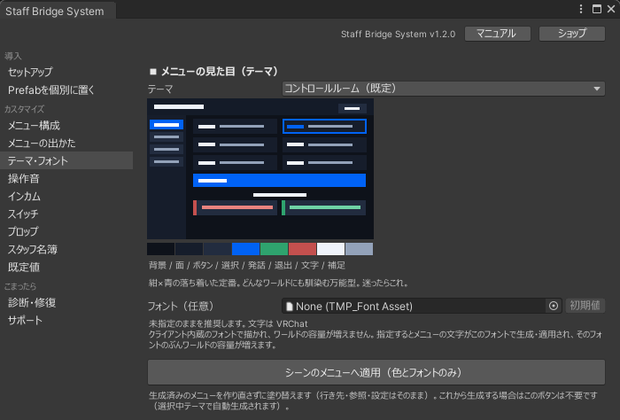 Staff Bridge System
Staff Bridge System v1.2.0
マニュアル
ショップ
導入
セットアップ
Prefabを個別に置く
カスタマイズ
メニュー構成
メニューの出かた
テーマ・フォント
操作音
インカム
スイッチ
プロップ
スタッフ名簿
既定値
こまったら
診断・修復
サポート
■ メニューの見た目（テーマ）
テーマ
コントロールルーム（既定）
背景 / 面 / ボタン / 選択 / 発話 / 退出 / 文字 / 補足
紺×青の落ち着いた定番。どんなワールドにも馴染む万能型。迷ったらこれ。
フォント（任意）
None (TMP_Font Asset)
初期値
未指定のままを推奨します。文字は VRChat
クライアント内蔵のフォントで描かれ、ワールドの容量が増えません。指定するとメニューの文字がこのフォントで生成・適用され、そのフォ
ントのぶんワールドの容量が増えます。
シーンのメニューへ適用（色とフォントのみ）
生成済みのメニューを作り直さずに塗り替えます（行き先・参照・設定はそのまま）。これから生成する場合はこのボタンは不要です
（選択中テーマで自動生成されます）。